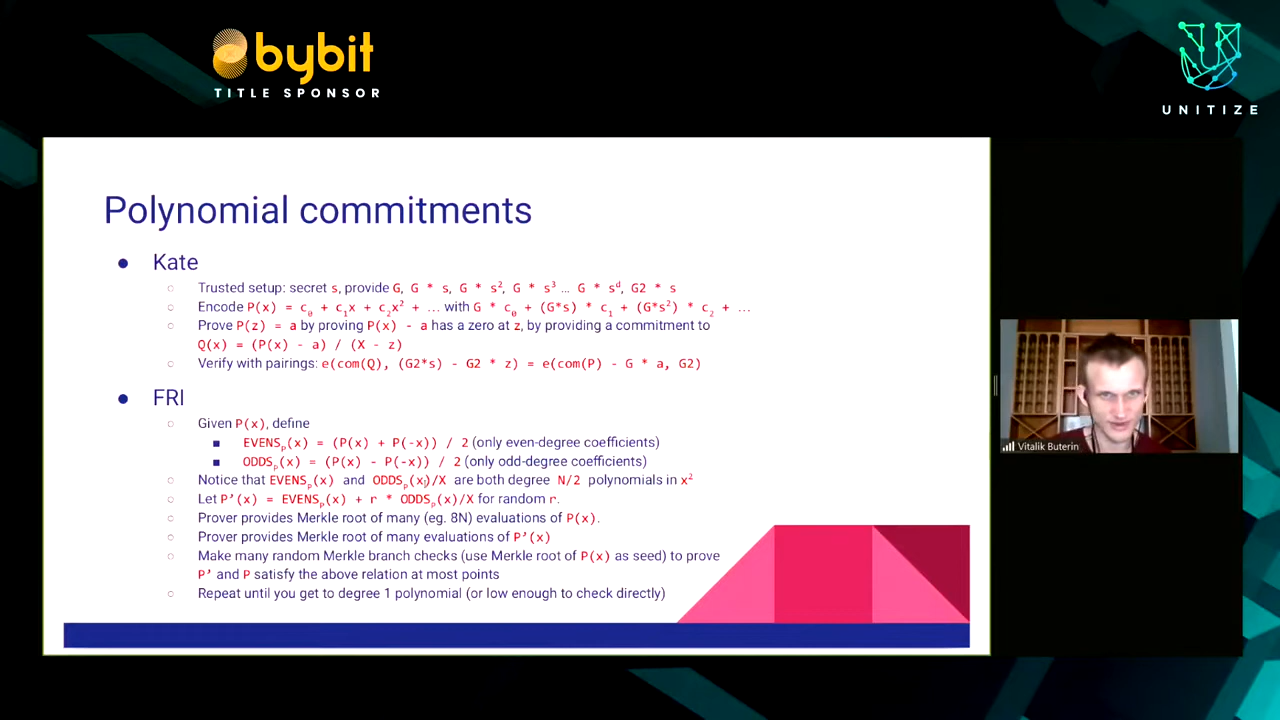 bybit
TITLE SPONSOR
UNITIZE
Polynomial commitments
● Kate
○ Trusted setup: secret s, provide G, G * s, G * s², G * s³ … G * sᵈ, G2 * s
○ Encode P(x) = c₀ + c₁x + c₂x² + … with G * c₀ + (G*s) * c₁ + (G*s²) * c₂ + …
○ Prove P(z) = a by proving P(x) - a has a zero at z, by providing a commitment to
Q(x) = (P(x) - a) / (X - z)
○ Verify with pairings: e(com(Q), (G2*s) - G2 * z) = e(com(P) - G * a, G2)
● FRI
○ Given P(x), define
■ EVENSₚ(x) = (P(x) + P(-x)) / 2 (only even-degree coefficients)
■ ODDSₚ(x) = (P(x) - P(-x)) / 2 (only odd-degree coefficients)
○ Notice that EVENSₚ(x) and ODDSₚ(x)/X are both degree N/2 polynomials in x²
○ Let P’(x) = EVENSₚ(x) + r * ODDSₚ(x)/X for random r.
○ Prover provides Merkle root of many (eg. 8N) evaluations of P(x).
○ Prover provides Merkle root of many evaluations of P’(x)
○ Make many random Merkle branch checks (use Merkle root of P(x) as seed) to prove
P’ and P satisfy the above relation at most points
○ Repeat until you get to degree 1 polynomial (or low enough to check directly)
Vitalik Buterin